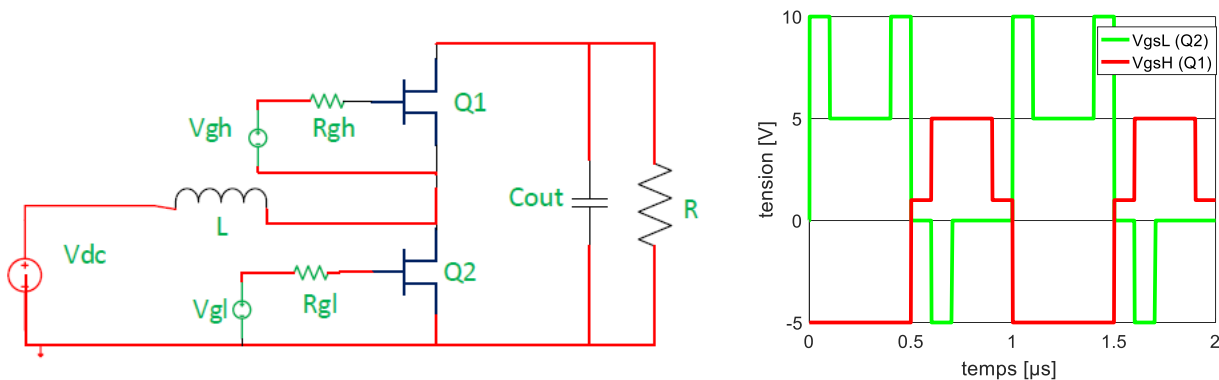 Vgh
Rgh
Q1
L
Vdc
Vgl
Rgl
Q2
Cout
R
+
-
VgsL (Q2)
VgsH (Q1)
tension [V]
10
5
0
-5
0
0.5
1
1.5
2
temps [µs]